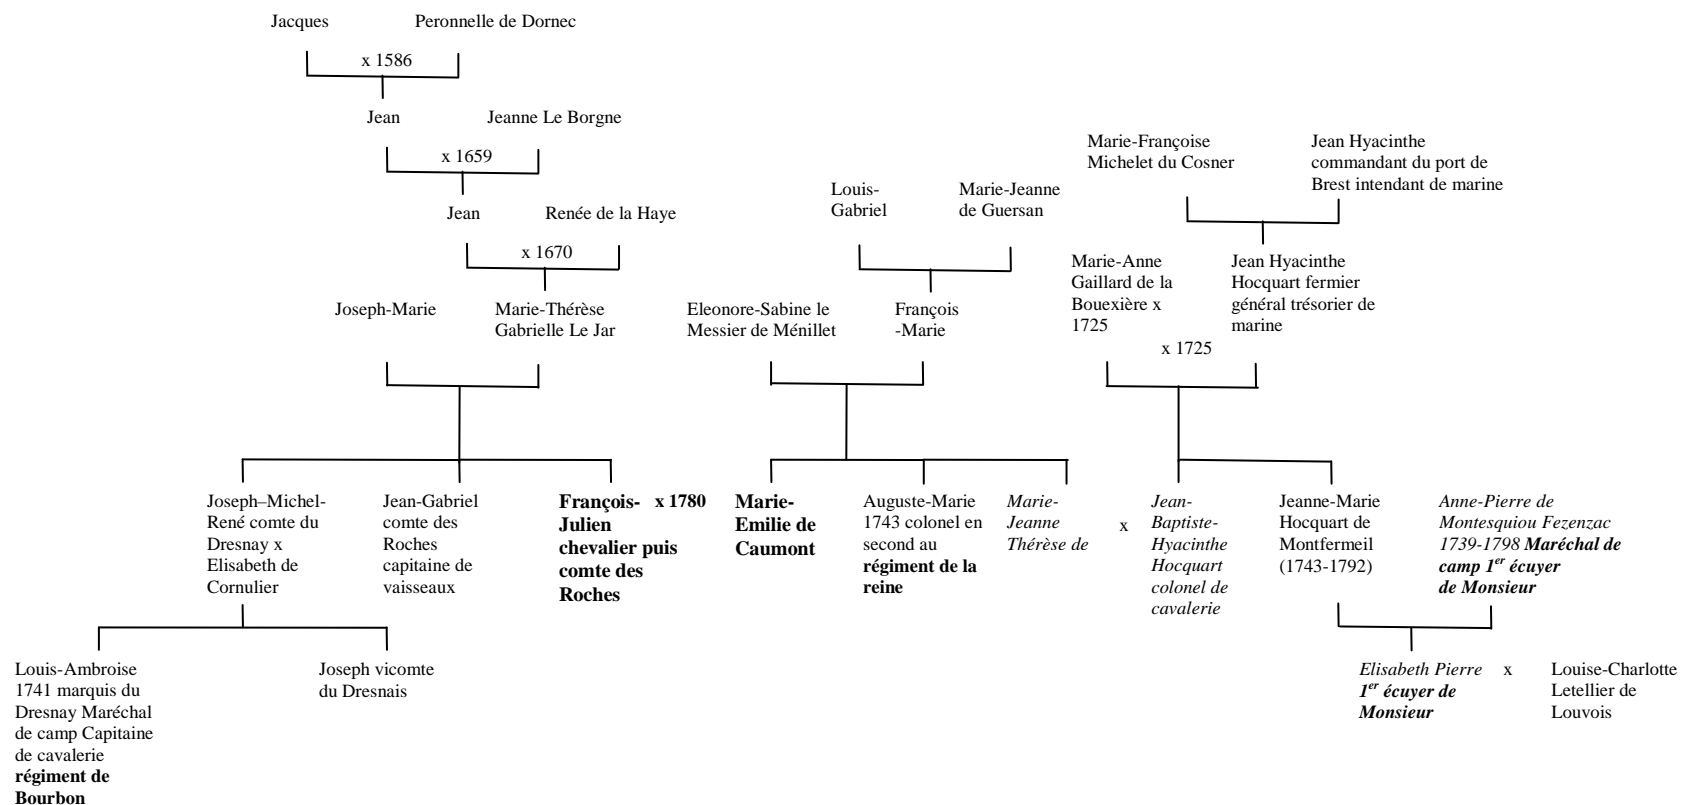 Jacques
Peronnelle de Dornec
x 1586
Jean
Jeanne Le Borgne
x 1659
Jean
Renée de la Haye
x 1670
Joseph-Marie
Marie-Thérèse
Gabrielle Le Jar
Louis-
Gabriel
Marie-Jeanne
de Guersan
Eleonore-Sabine le
Messier de Ménillet
François
-Marie
Marie-Françoise
Michelet du Cosner
Jean Hyacinthe
commandant du port de
Brest intendant de marine
Marie-Anne
Gaillard de la
Bouexière x
1725
Jean Hyacinthe
Hocquart fermier
général trésorier de
marine
x 1725
Joseph–Michel-
René comte du
Dresnay x
Elisabeth de
Cornulier
Jean-Gabriel
comte des
Roches
capitaine de
vaisseaux
François-
Julien
chevalier puis
comte des
Roches
x 1780
Marie-
Emilie de
Caumont
Auguste-Marie
1743 colonel en
second au
régiment de la
reine
Marie-
Jeanne
Thérèse de
x
Jean-
Baptiste-
Hyacinthe
Hocquart
colonel de
cavalerie
Jeanne-Marie
Hocquart de
Montfermeil
(1743-1792)
Anne-Pierre de
Montesquiou Fezenzac
1739-1798 Maréchal de
camp 1er écuyer
de Monsieur
Louis-Ambroise
1741 marquis du
Dresnay Maréchal
de camp Capitaine
de cavalerie
régiment de
Bourbon
Joseph vicomte
du Dresnais
Elisabeth Pierre
1er écuyer de
Monsieur
x
Louise-Charlotte
Letellier de
Louvois